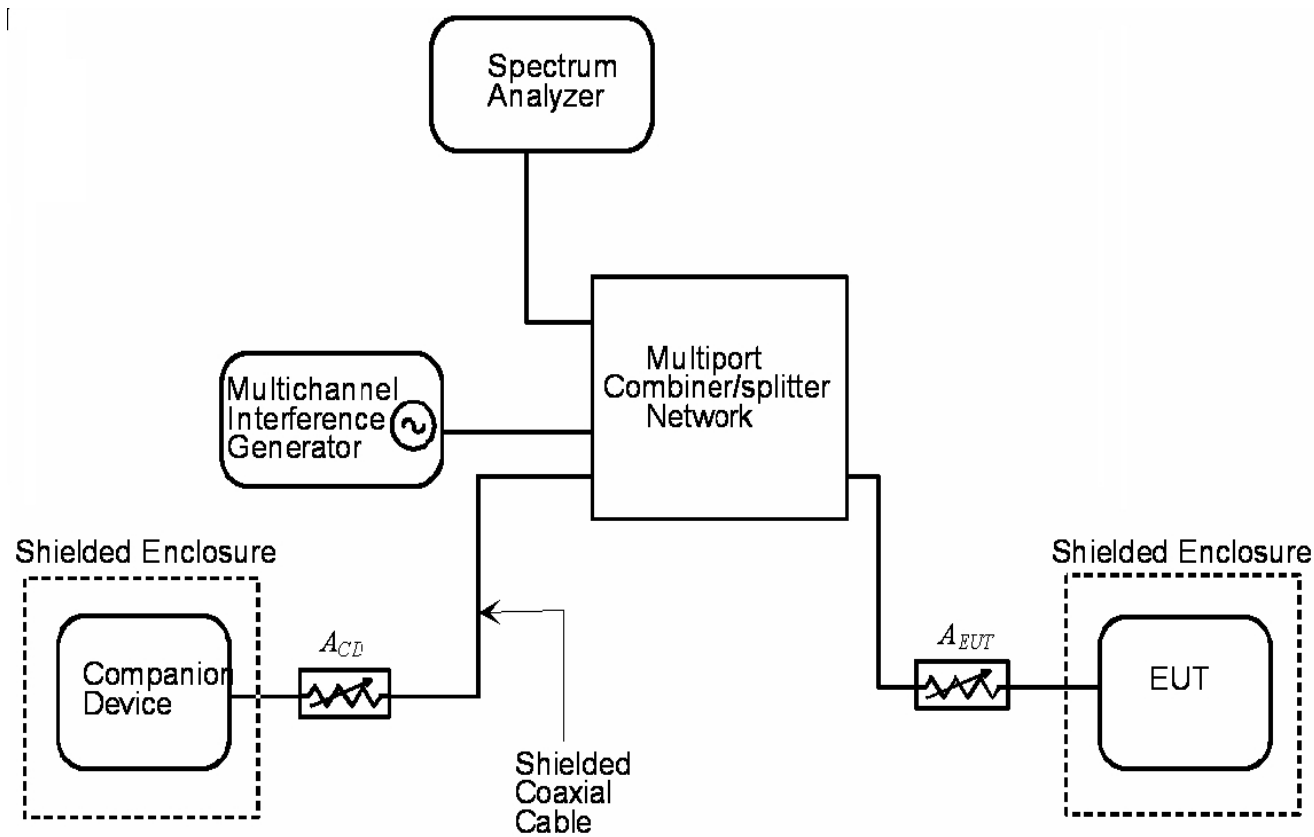 Spectrum
Analyzer
Multiport
Combiner/splitter
Network
Multichannel
Interference
Generator
Shielded Enclosure
Companion
Device
A_CD
Shielded
Coaxial
Cable
Shielded Enclosure
A_EUT
EUT